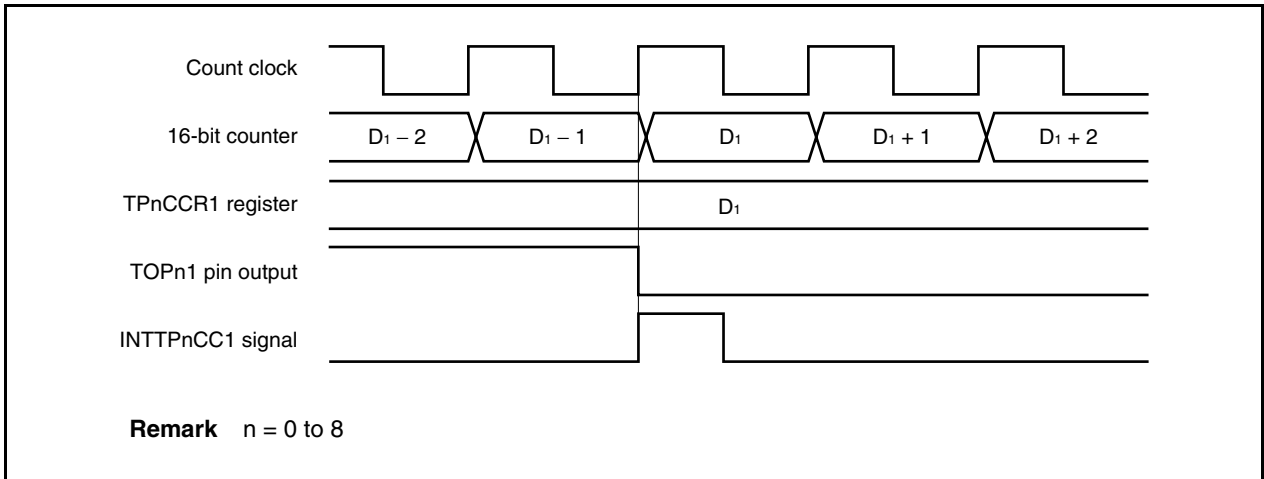 Count clock
16-bit counter D₁ − 2 D₁ − 1 D₁ D₁ + 1 D₁ + 2
TPnCCR1 register D₁
TOPn1 pin output
INTTPnCC1 signal
Remark n = 0 to 8